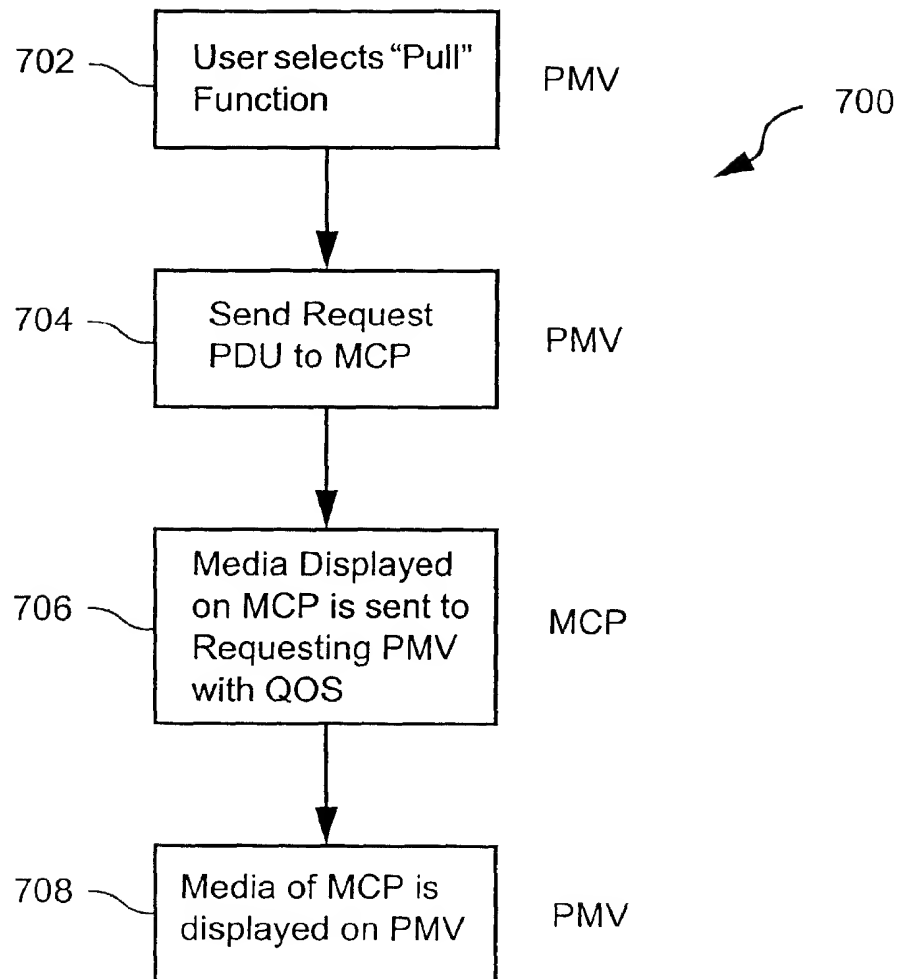 702
User selects “Pull”
Function
PMV
700
704
Send Request
PDU to MCP
PMV
706
Media Displayed
on MCP is sent to
Requesting PMV
with QOS
MCP
708
Media of MCP is
displayed on PMV
PMV